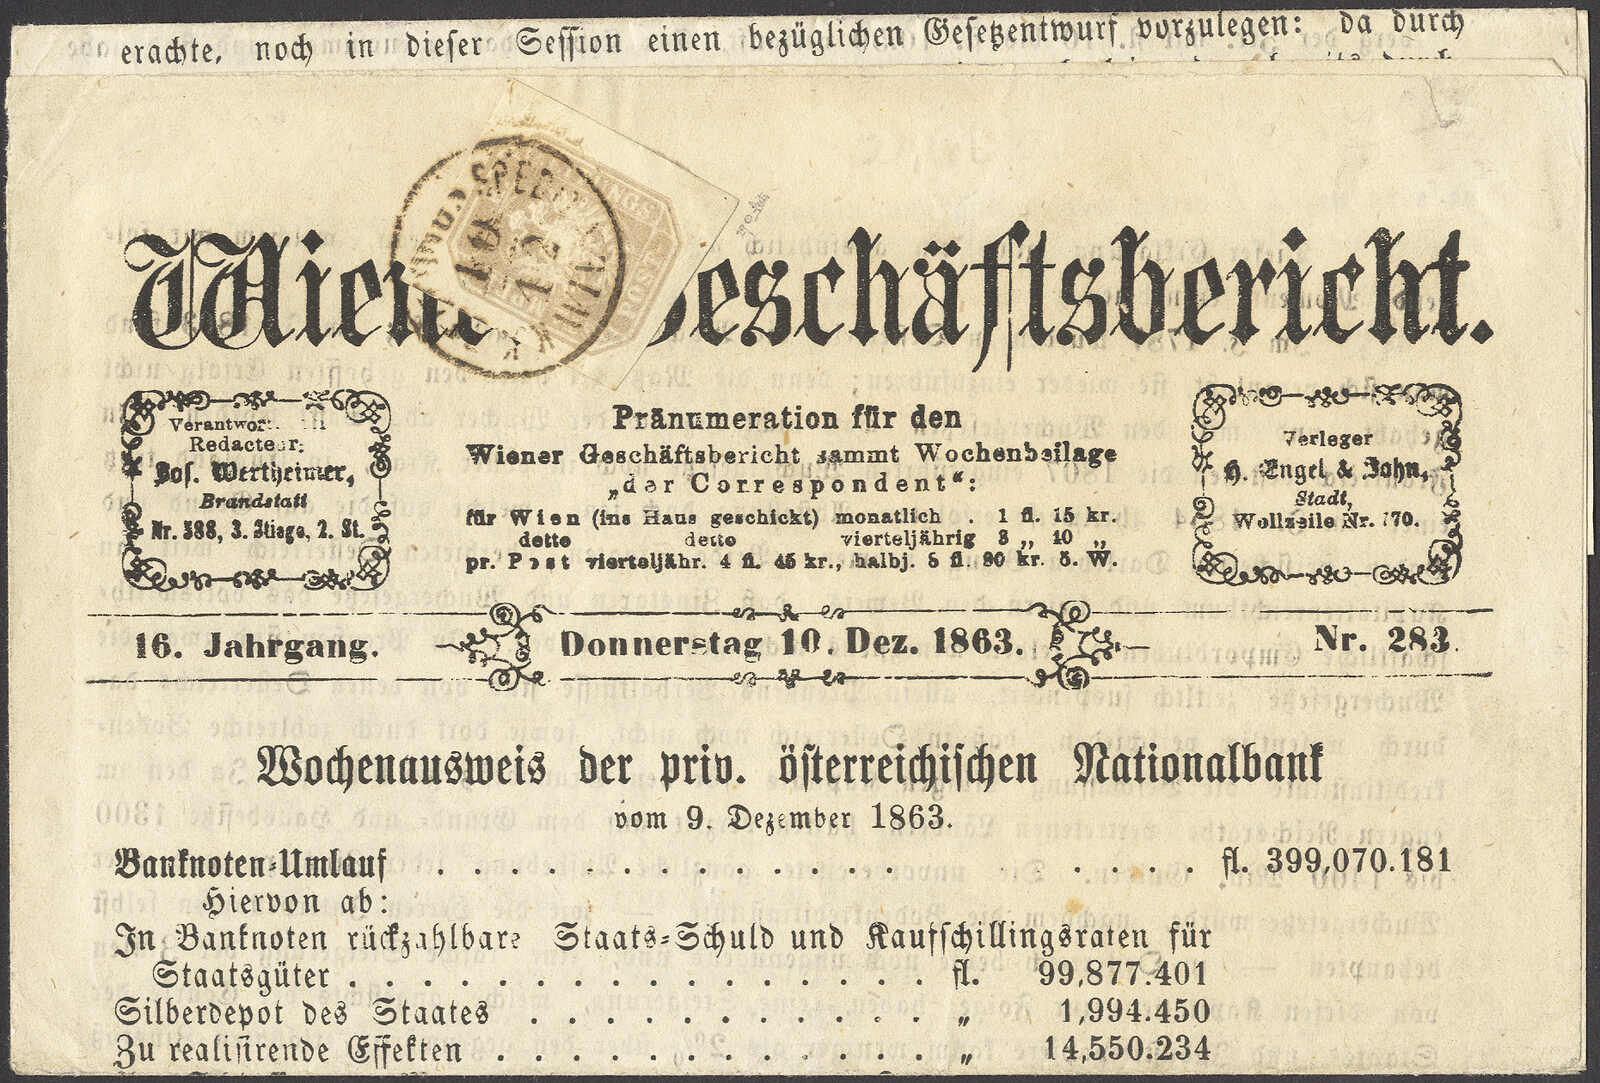 erachte, noch in dieser Session einen bezüglichen Gesetzentwurf vorzulegen: da durch
Geschäftsbericht.
Redacteur:
Jos. Wertheimer,
Brandstatt
Nr. 588, 3. Stiege, 2. St.
Pränumeration für den
Wiener Geschäftsbericht sammt Wochenbeilage
„der Correspondent“:
für Wien (ins Haus geschickt) monatlich . 1 fl. 15 kr.
detto detto vierteljährig 3 „ 10 „
pr. Post vierteljähr. 4 fl. 45 kr., halbj. 8 fl. 90 kr. ö. W.
Verleger
H. Engel & Sohn,
Stadt,
Wollzeile Nr. 770.
16. Jahrgang.
Donnerstag 10. Dez. 1863.
Nr. 283.
Wochenausweis der priv. österreichischen Nationalbank
vom 9. Dezember 1863.
Banknoten-Umlauf . . . . . . . . . . . . . . . . . fl. 399,070.181
Hiervon ab:
In Banknoten rückzahlbare Staats-Schuld und Kaufschillingsraten für
Staatsgüter . . . . . . . . . . . . . . . . fl. 99,877.401
Silberdepot des Staates . . . . . . . . . . . „ 1,994.450
Zu realisirende Effekten . . . . . . . . . . . . „ 14,550.234